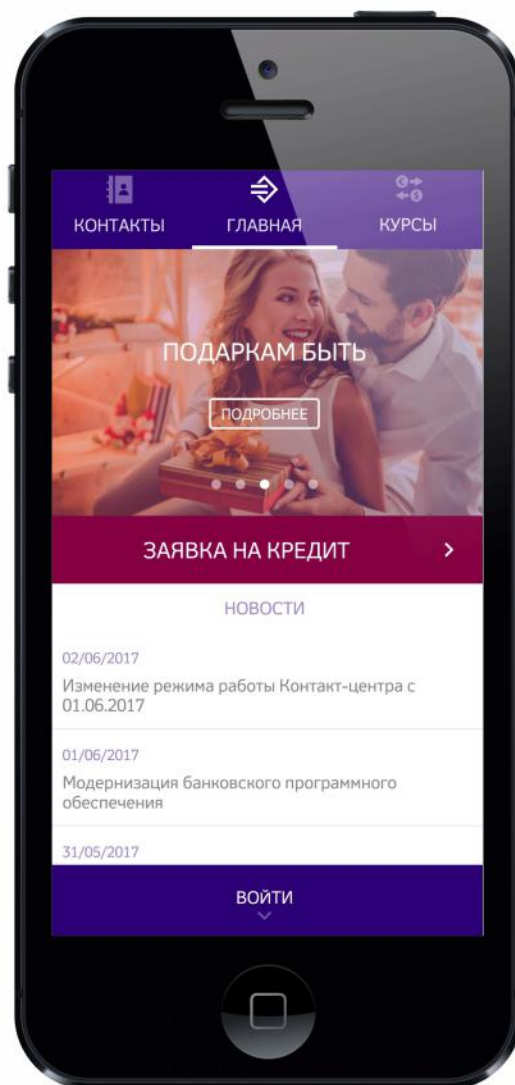 КОНТАКТЫ
ГЛАВНАЯ
КУРСЫ
ПОДАРКАМ БЫТЬ
ПОДРОБНЕЕ
ЗАЯВКА НА КРЕДИТ
НОВОСТИ
02/06/2017
Изменение режима работы Контакт-центра с
01.06.2017
01/06/2017
Модернизация банковского программного
обеспечения
31/05/2017
ВОЙТИ